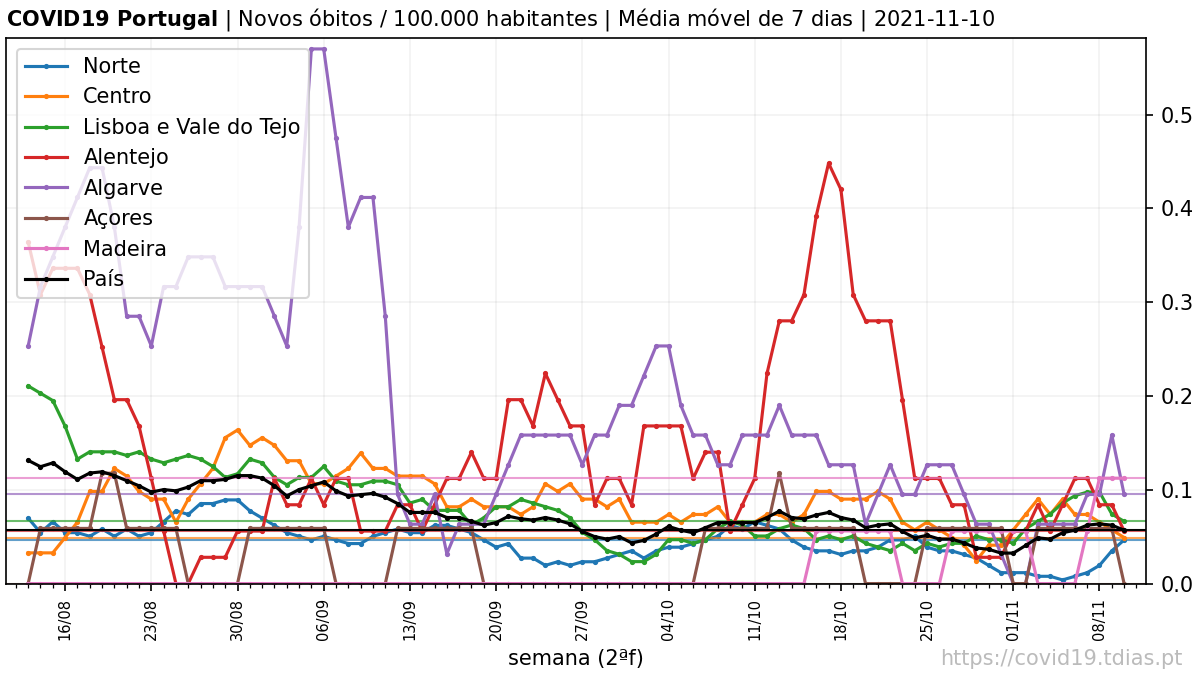 COVID19 Portugal | Novos óbitos / 100.000 habitantes | Média móvel de 7 dias | 2021-11-10
Norte
Centro
Lisboa e Vale do Tejo
Alentejo
Algarve
Açores
Madeira
País
0.5
0.4
0.3
0.2
0.1
0.0
16/08
23/08
30/08
06/09
13/09
20/09
27/09
04/10
11/10
18/10
25/10
01/11
08/11
semana (2ªf)
https://covid19.tdias.pt